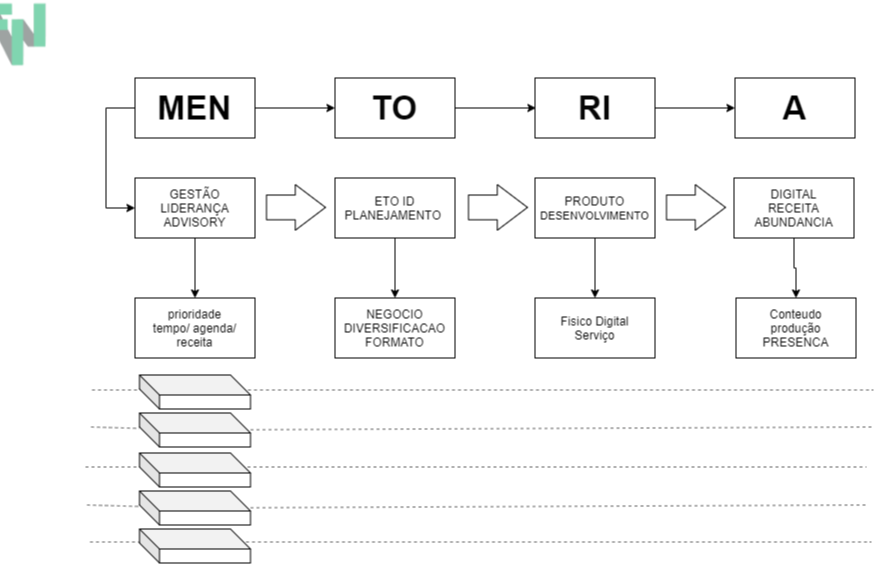 MEN
TO
RI
A
GESTÃO
LIDERANÇA
ADVISORY
ETO ID
PLANEJAMENTO
PRODUTO
DESENVOLVIMENTO
DIGITAL
RECEITA
ABUNDANCIA
prioridade
tempo/ agenda/
receita
NEGOCIO
DIVERSIFICACAO
FORMATO
Fisico Digital
Serviço
Conteudo
produção
PRESENCA